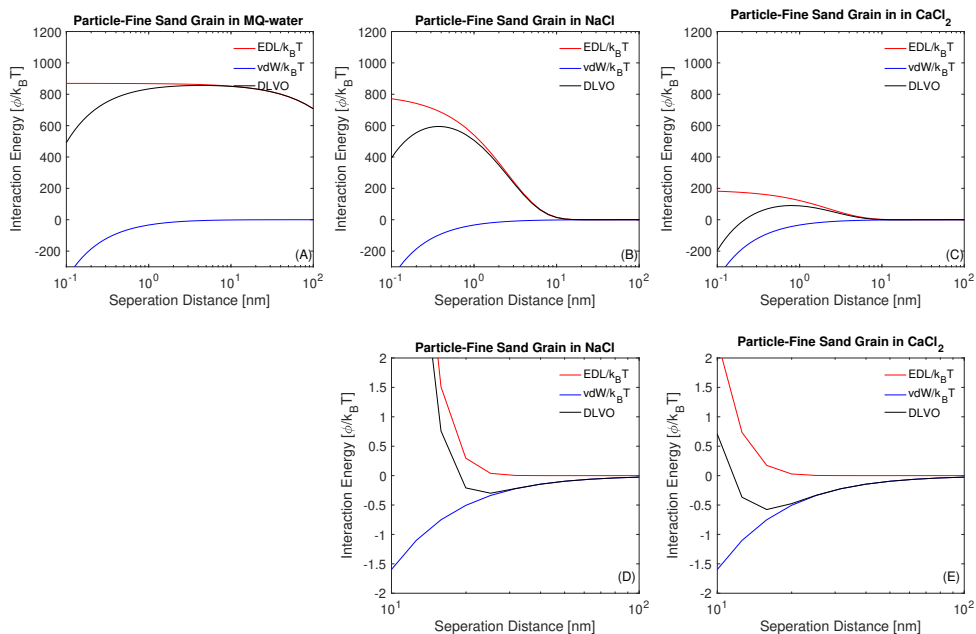 Particle-Fine Sand Grain in MQ-water
1200
1000
800
600
400
200
0
-200
Interaction Energy [ϕ/k_BT]
EDL/k_BT
vdW/k_BT
DLVO
(A)
10^-1
10^0
10^1
10^2
Seperation Distance [nm]
Particle-Fine Sand Grain in NaCl
1200
1000
800
600
400
200
0
-200
Interaction Energy [ϕ/k_BT]
EDL/k_BT
vdW/k_BT
DLVO
(B)
10^-1
10^0
10^1
10^2
Seperation Distance [nm]
Particle-Fine Sand Grain in in CaCl_2
1200
1000
800
600
400
200
0
-200
Interaction Energy [ϕ/k_BT]
EDL/k_BT
vdW/k_BT
DLVO
(C)
10^-1
10^0
10^1
10^2
Seperation Distance [nm]
Particle-Fine Sand Grain in NaCl
2
1.5
1
0.5
0
-0.5
-1
-1.5
-2
Interaction Energy [ϕ/k_BT]
EDL/k_BT
vdW/k_BT
DLVO
(D)
10^1
10^2
Seperation Distance [nm]
Particle-Fine Sand Grain in CaCl_2
2
1.5
1
0.5
0
-0.5
-1
-1.5
-2
Interaction Energy [ϕ/k_BT]
EDL/k_BT
vdW/k_BT
DLVO
(E)
10^1
10^2
Seperation Distance [nm]